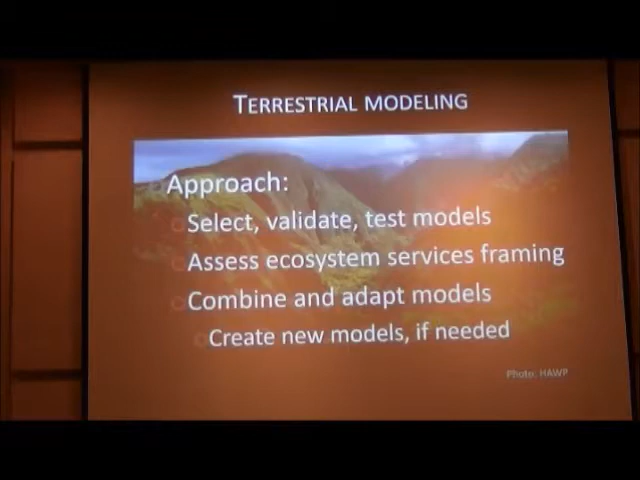 TERRESTRIAL MODELING
Approach:
Select, validate, test models
Assess ecosystem services framing
Combine and adapt models
Create new models, if needed
Photo: HAWP